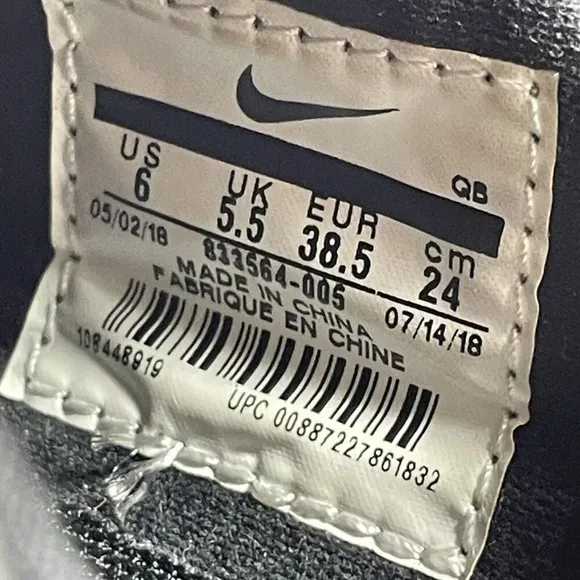 QB
US UK EUR cm
6 5.5 38.5 24
05/02/18 833564-005 07/14/18
MADE IN CHINA
FABRIQUE EN CHINE
108448919
UPC 00887227861832